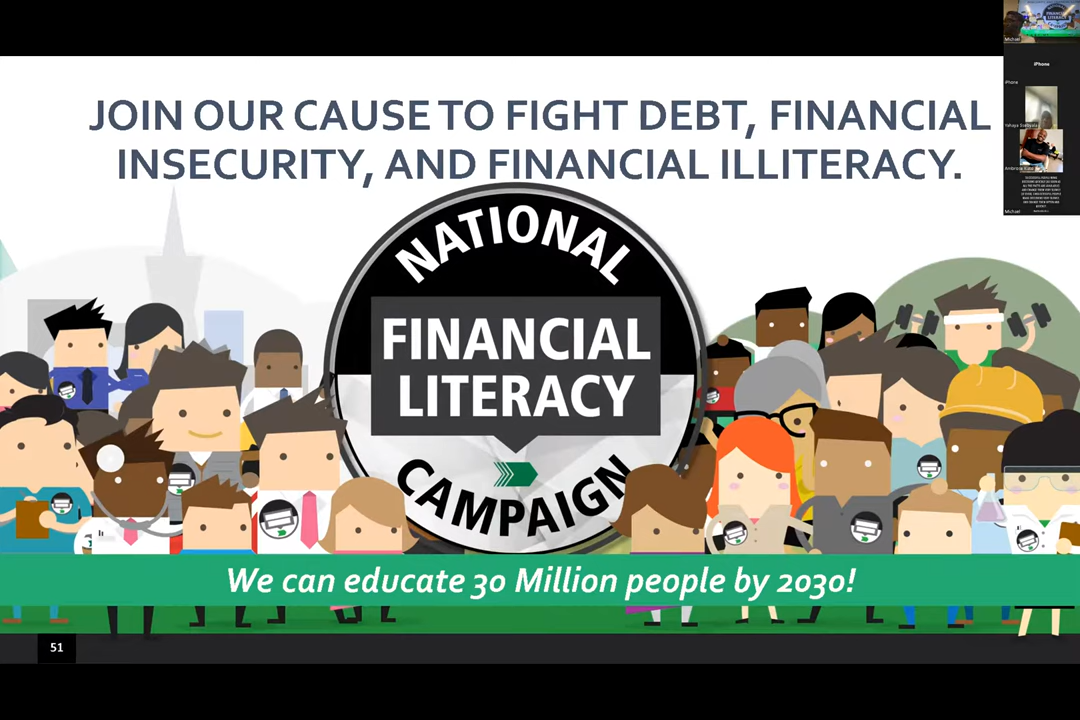 JOIN OUR CAUSE TO FIGHT DEBT, FINANCIAL
INSECURITY, AND FINANCIAL ILLITERACY.
NATIONAL
FINANCIAL
LITERACY
CAMPAIGN
We can educate 30 Million people by 2030!
51
Michael
iPhone
iPhone
Michael